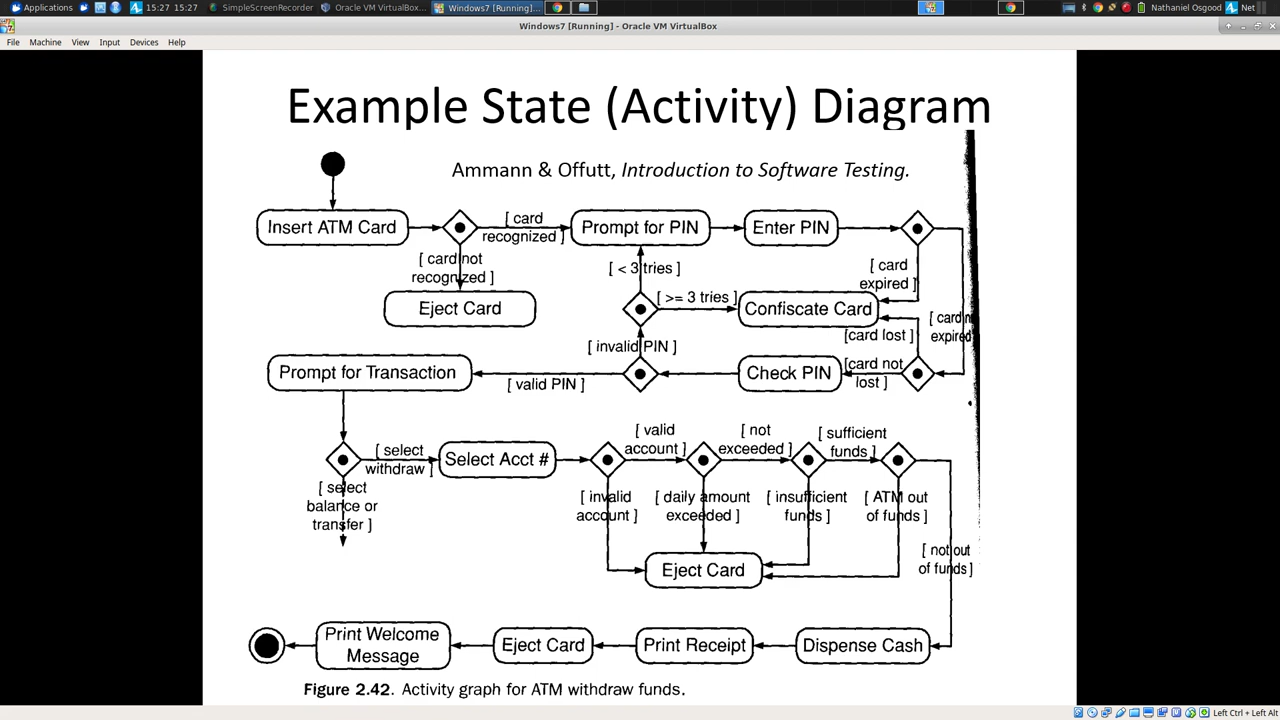 Applications
15:27 15:27
SimpleScreenRecorder
Oracle VM VirtualBox...
Windows7 [Running]...
Nathaniel Osgood
Net
Windows7 [Running] - Oracle VM VirtualBox
File Machine View Input Devices Help
Example State (Activity) Diagram
Ammann & Offutt, Introduction to Software Testing.
Insert ATM Card
[ card
recognized ]
Prompt for PIN
Enter PIN
[ card not
recognized ]
[ < 3 tries ]
[ card
expired ]
Eject Card
[ >= 3 tries ]
Confiscate Card
[ card n
expired
[ invalid PIN ]
[card lost ]
Prompt for Transaction
[ valid PIN ]
Check PIN
[card not
lost ]
[ select
withdraw ]
Select Acct #
[ valid
account ]
[ not
exceeded ]
[ sufficient
funds ]
[ select
balance or
transfer ]
[ invalid
account ]
[ daily amount
exceeded ]
[ insufficient
funds ]
[ ATM out
of funds ]
Eject Card
[ not out
of funds]
Print Welcome
Message
Eject Card
Print Receipt
Dispense Cash
Figure 2.42. Activity graph for ATM withdraw funds.
Left Ctrl + Left Alt